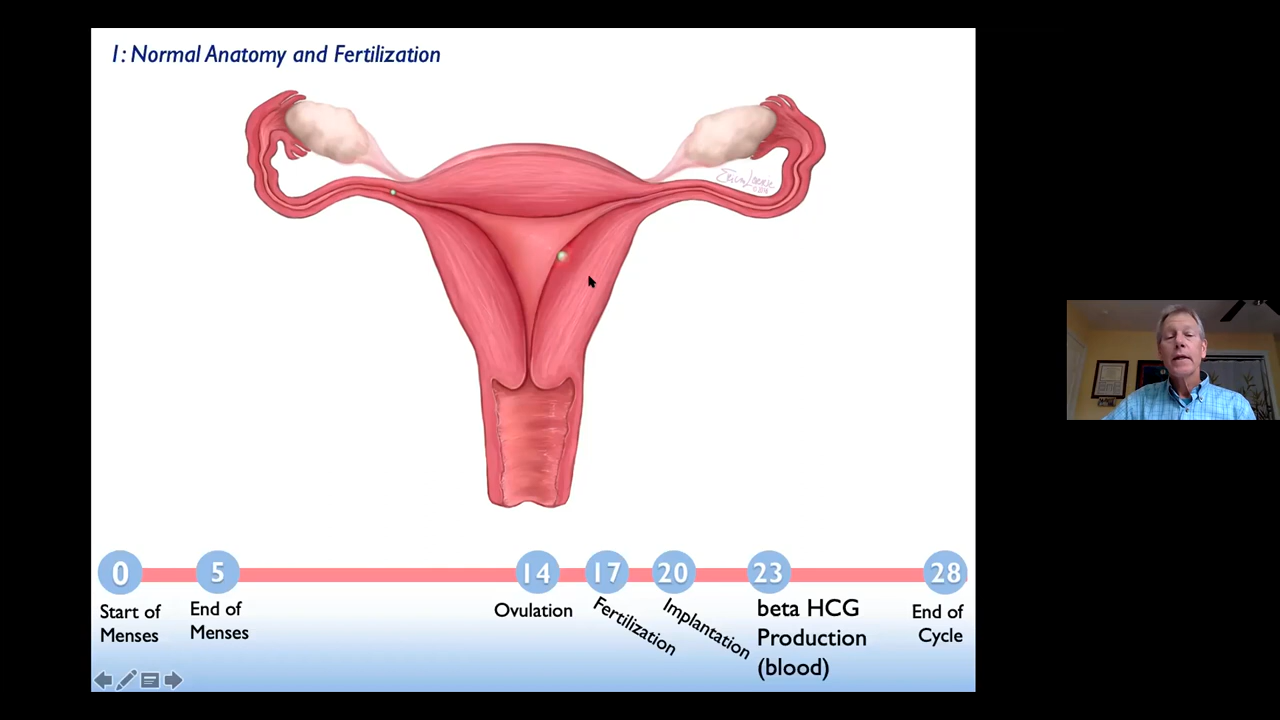 1: Normal Anatomy and Fertilization
0
5
14
17
20
23
28
Start of
Menses
End of
Menses
Ovulation
Fertilization
Implantation
beta HCG
Production
(blood)
End of
Cycle